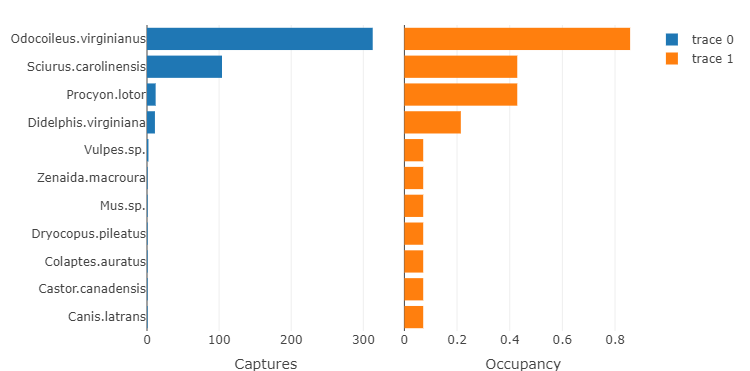 Odocoileus.virginianus
Sciurus.carolinensis
Procyon.lotor
Didelphis.virginiana
Vulpes.sp.
Zenaida.macroura
Mus.sp.
Dryocopus.pileatus
Colaptes.auratus
Castor.canadensis
Canis.latrans
0 100 200 300
Captures
0 0.2 0.4 0.6 0.8
Occupancy
trace 0
trace 1